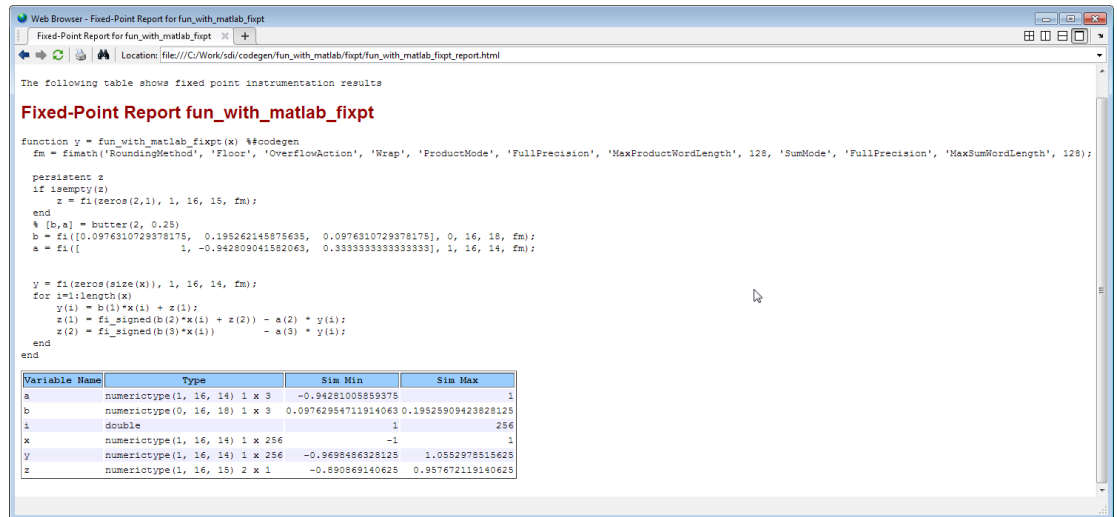 Web Browser - Fixed-Point Report for fun_with_matlab_fixpt
Fixed-Point Report for fun_with_matlab_fixpt
Location: file:///C:/Work/sdi/codegen/fun_with_matlab/fixpt/fun_with_matlab_fixpt_report.html
The following table shows fixed point instrumentation results
Fixed-Point Report fun_with_matlab_fixpt
function y = fun_with_matlab_fixpt(x) %#codegen
fm = fimath('RoundingMethod', 'Floor', 'OverflowAction', 'Wrap', 'ProductMode', 'FullPrecision', 'MaxProductWordLength', 128, 'SumMode', 'FullPrecision', 'MaxSumWordLength', 128);
persistent z
if isempty(z)
z = fi(zeros(2,1), 1, 16, 15, fm);
end
% [b,a] = butter(2, 0.25)
b = fi([0.0976310729378175, 0.195262145875635, 0.0976310729378175], 0, 16, 18, fm);
a = fi([ 1, -0.942809041582063, 0.3333333333333333], 1, 16, 14, fm);
y = fi(zeros(size(x)), 1, 16, 14, fm);
for i=1:length(x)
y(i) = b(1)*x(i) + z(1);
z(1) = fi_signed(b(2)*x(i) + z(2)) - a(2) * y(i);
z(2) = fi_signed(b(3)*x(i)) - a(3) * y(i);
end
end
Variable Name Type Sim Min Sim Max
a numerictype(1, 16, 14) 1 x 3 -0.94281005859375 1
b numerictype(0, 16, 18) 1 x 3 0.09762954711914063 0.19525909423828125
i double 1 256
x numerictype(1, 16, 14) 1 x 256 -1 1
y numerictype(1, 16, 14) 1 x 256 -0.9698486328125 1.0552978515625
z numerictype(1, 16, 15) 2 x 1 -0.890869140625 0.957672119140625